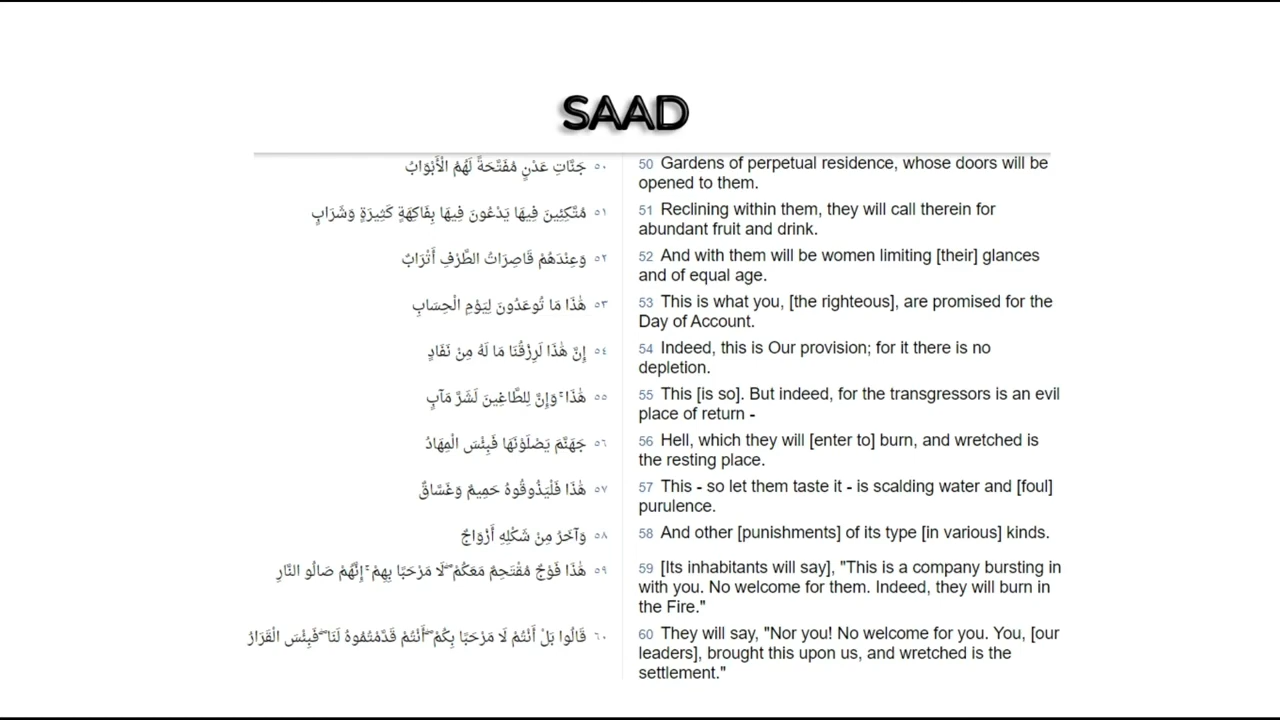 SAAD
٥٠ جَنَّاتِ عَدْنٍ مُفَتَّحَةً لَهُمُ الْأَبْوَابُ
50 Gardens of perpetual residence, whose doors will be
opened to them.
٥١ مُتَّكِئِينَ فِيهَا يَدْعُونَ فِيهَا بِفَاكِهَةٍ كَثِيرَةٍ وَشَرَابٍ
51 Reclining within them, they will call therein for
abundant fruit and drink.
٥٢ وَعِنْدَهُمْ قَاصِرَاتُ الطَّرْفِ أَتْرَابٌ
52 And with them will be women limiting [their] glances
and of equal age.
٥٣ هَٰذَا مَا تُوعَدُونَ لِيَوْمِ الْحِسَابِ
53 This is what you, [the righteous], are promised for the
Day of Account.
٥٤ إِنَّ هَٰذَا لَرِزْقُنَا مَا لَهُ مِنْ نَفَادٍ
54 Indeed, this is Our provision; for it there is no
depletion.
٥٥ هَٰذَا ۚ وَإِنَّ لِلطَّاغِينَ لَشَرَّ مَآبٍ
55 This [is so]. But indeed, for the transgressors is an evil
place of return -
٥٦ جَهَنَّمَ يَصْلَوْنَهَا فَبِئْسَ الْمِهَادُ
56 Hell, which they will [enter to] burn, and wretched is
the resting place.
٥٧ هَٰذَا فَلْيَذُوقُوهُ حَمِيمٌ وَغَسَّاقٌ
57 This - so let them taste it - is scalding water and [foul]
purulence.
٥٨ وَآخَرُ مِنْ شَكْلِهِ أَزْوَاجٌ
58 And other [punishments] of its type [in various] kinds.
٥٩ هَٰذَا فَوْجٌ مُقْتَحِمٌ مَعَكُمْ ۖ لَا مَرْحَبًا بِهِمْ ۚ إِنَّهُمْ صَالُو النَّارِ
59 [Its inhabitants will say], "This is a company bursting in
with you. No welcome for them. Indeed, they will burn in
the Fire."
٦٠ قَالُوا بَلْ أَنْتُمْ لَا مَرْحَبًا بِكُمْ ۖ أَنْتُمْ قَدَّمْتُمُوهُ لَنَا ۖ فَبِئْسَ الْقَرَارُ
60 They will say, "Nor you! No welcome for you. You, [our
leaders], brought this upon us, and wretched is the
settlement."